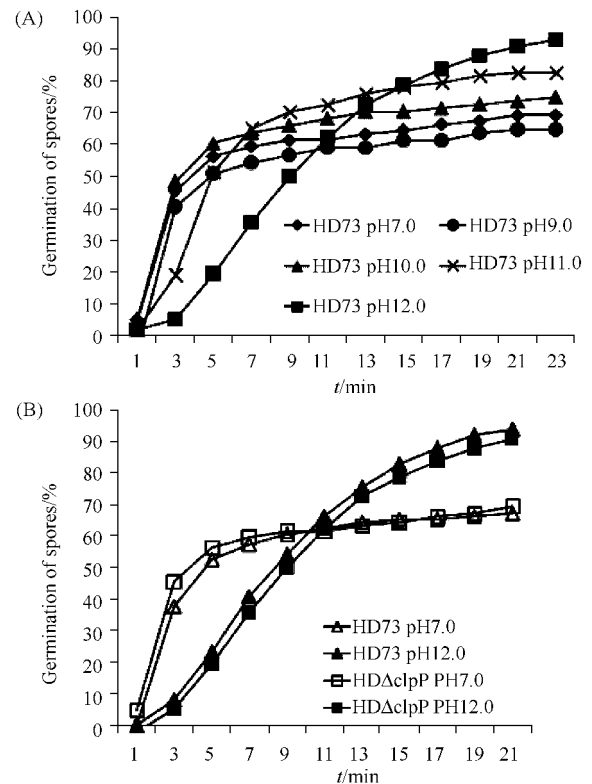 (A)
Germination of spores/%
100
90
80
70
60
50
40
30
20
10
0
HD73 pH7.0 HD73 pH9.0
HD73 pH10.0 HD73 pH11.0
HD73 pH12.0
1 3 5 7 9 11 13 15 17 19 21 23
t/min
(B)
Germination of spores/%
100
90
80
70
60
50
40
30
20
10
0
HD73 pH7.0
HD73 pH12.0
HDΔclpP PH7.0
HDΔclpP PH12.0
1 3 5 7 9 11 13 15 17 19 21
t/min